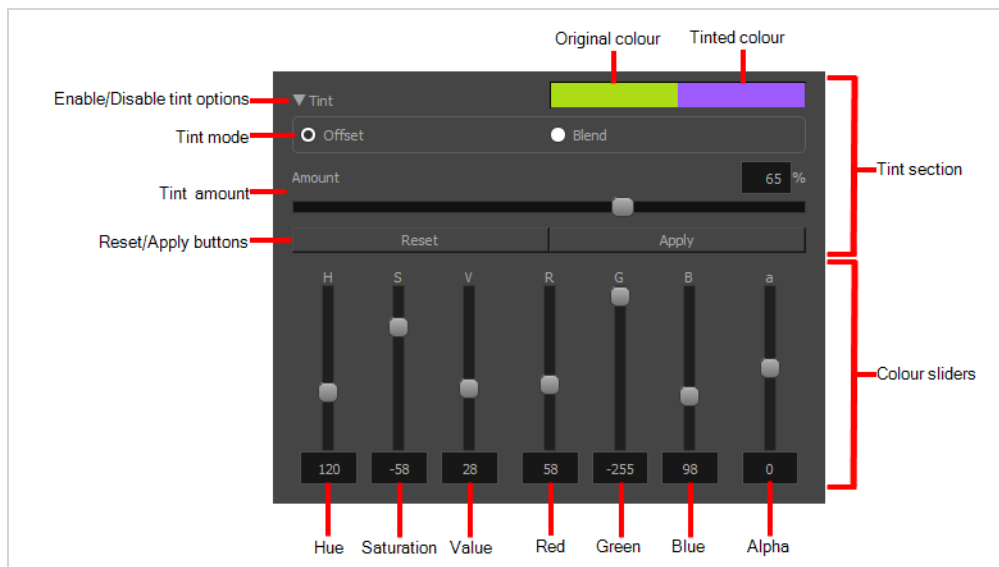 Original colour
Tinted colour
Enable/Disable tint options
Tint
Tint mode
Offset
Blend
Tint section
Amount
65 %
Tint amount
Reset/Apply buttons
Reset
Apply
H S V R G B a
Colour sliders
120 -58 28 58 -255 98 0
Hue Saturation Value Red Green Blue Alpha